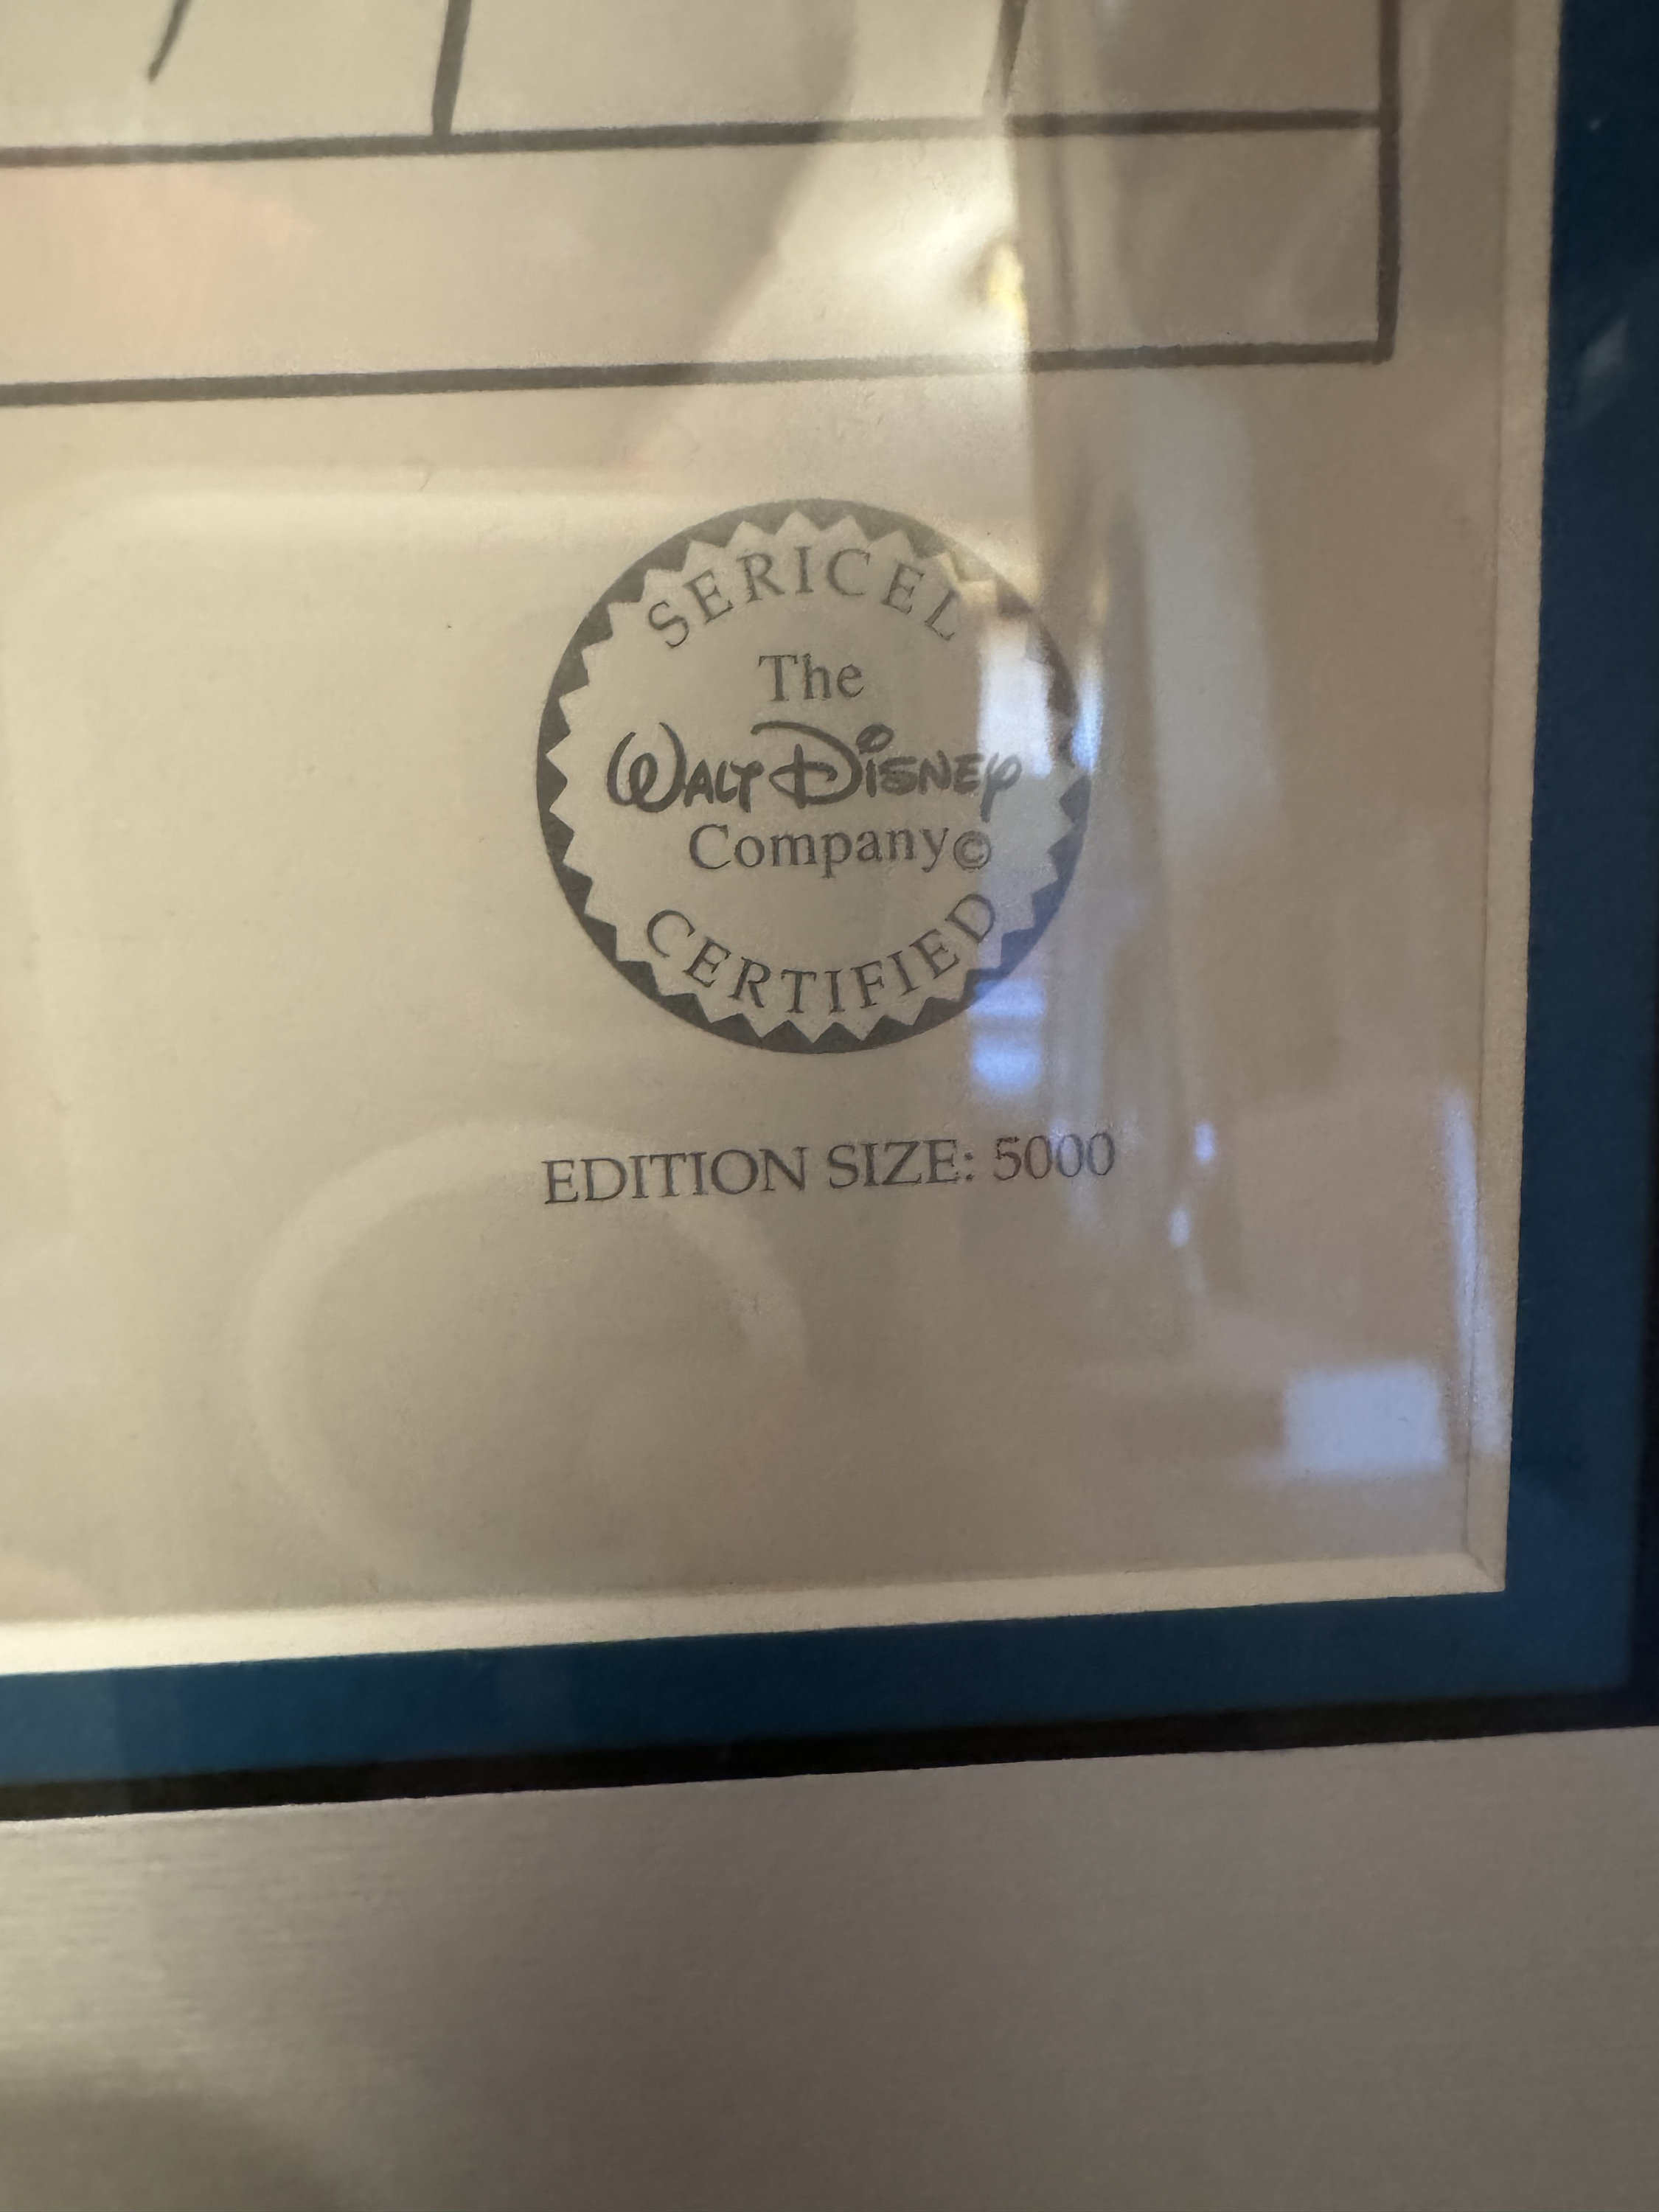 SERICEL
The
WALT DISNEY
Company©
CERTIFIED
EDITION SIZE: 5000